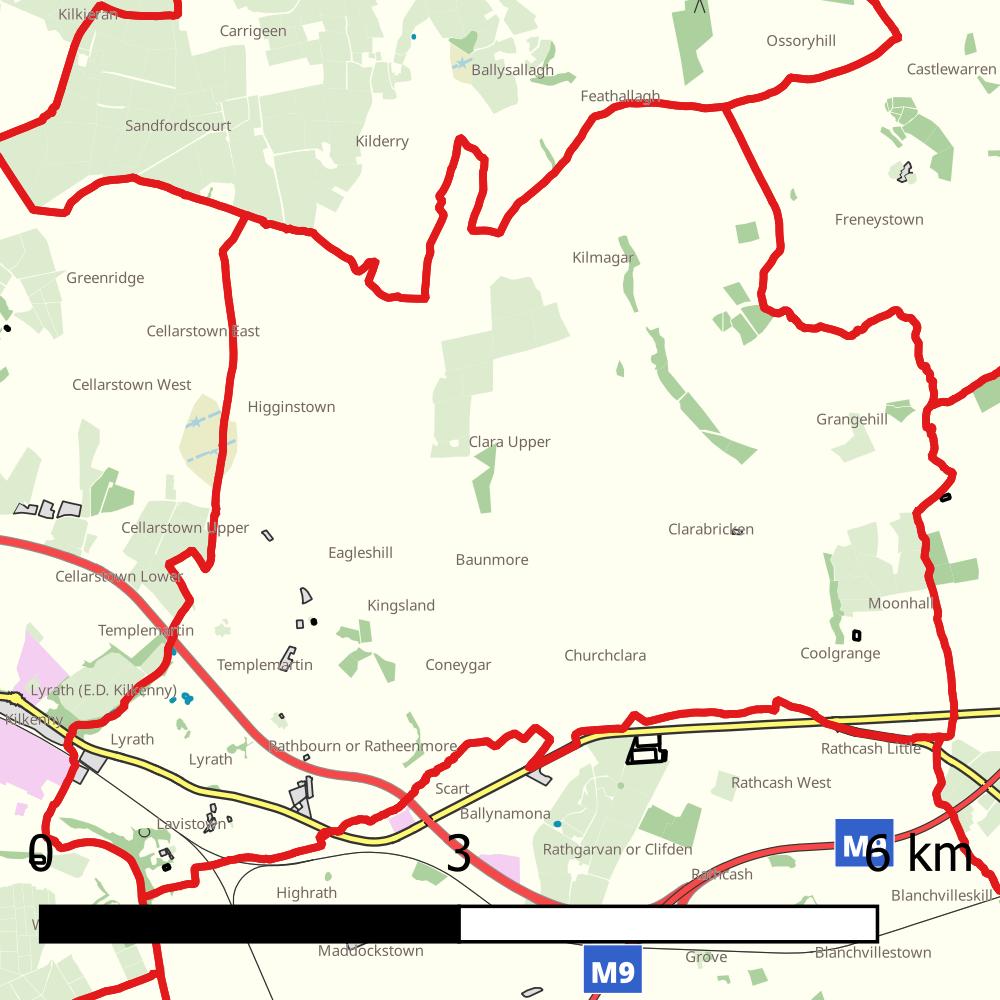 Kilkieran
Carrigeen
Ossoryhill
Ballysallagh
Castlewarren
Feathallagh
Sandfordscourt
Kilderry
Freneystown
Kilmagar
Greenridge
Cellarstown East
Cellarstown West
Higginstown
Grangehill
Clara Upper
Cellarstown Upper
Clarabricken
Eagleshill
Baunmore
Cellarstown Lower
Kingsland
Moonhall
Templemartin
Coolgrange
Churchclara
Templemartin
Coneygar
Lyrath (E.D. Kilkenny)
Kilkenny
Lyrath
Rathbourn or Ratheenmore
Rathcash Little
Lyrath
Rathcash West
Scart
Ballynamona
Lavistown
Rathgarvan or Clifden
0
3
6 km
Rathcash
Highrath
Blanchvilleskill
Maddockstown
Grove
Blanchvillestown
M9